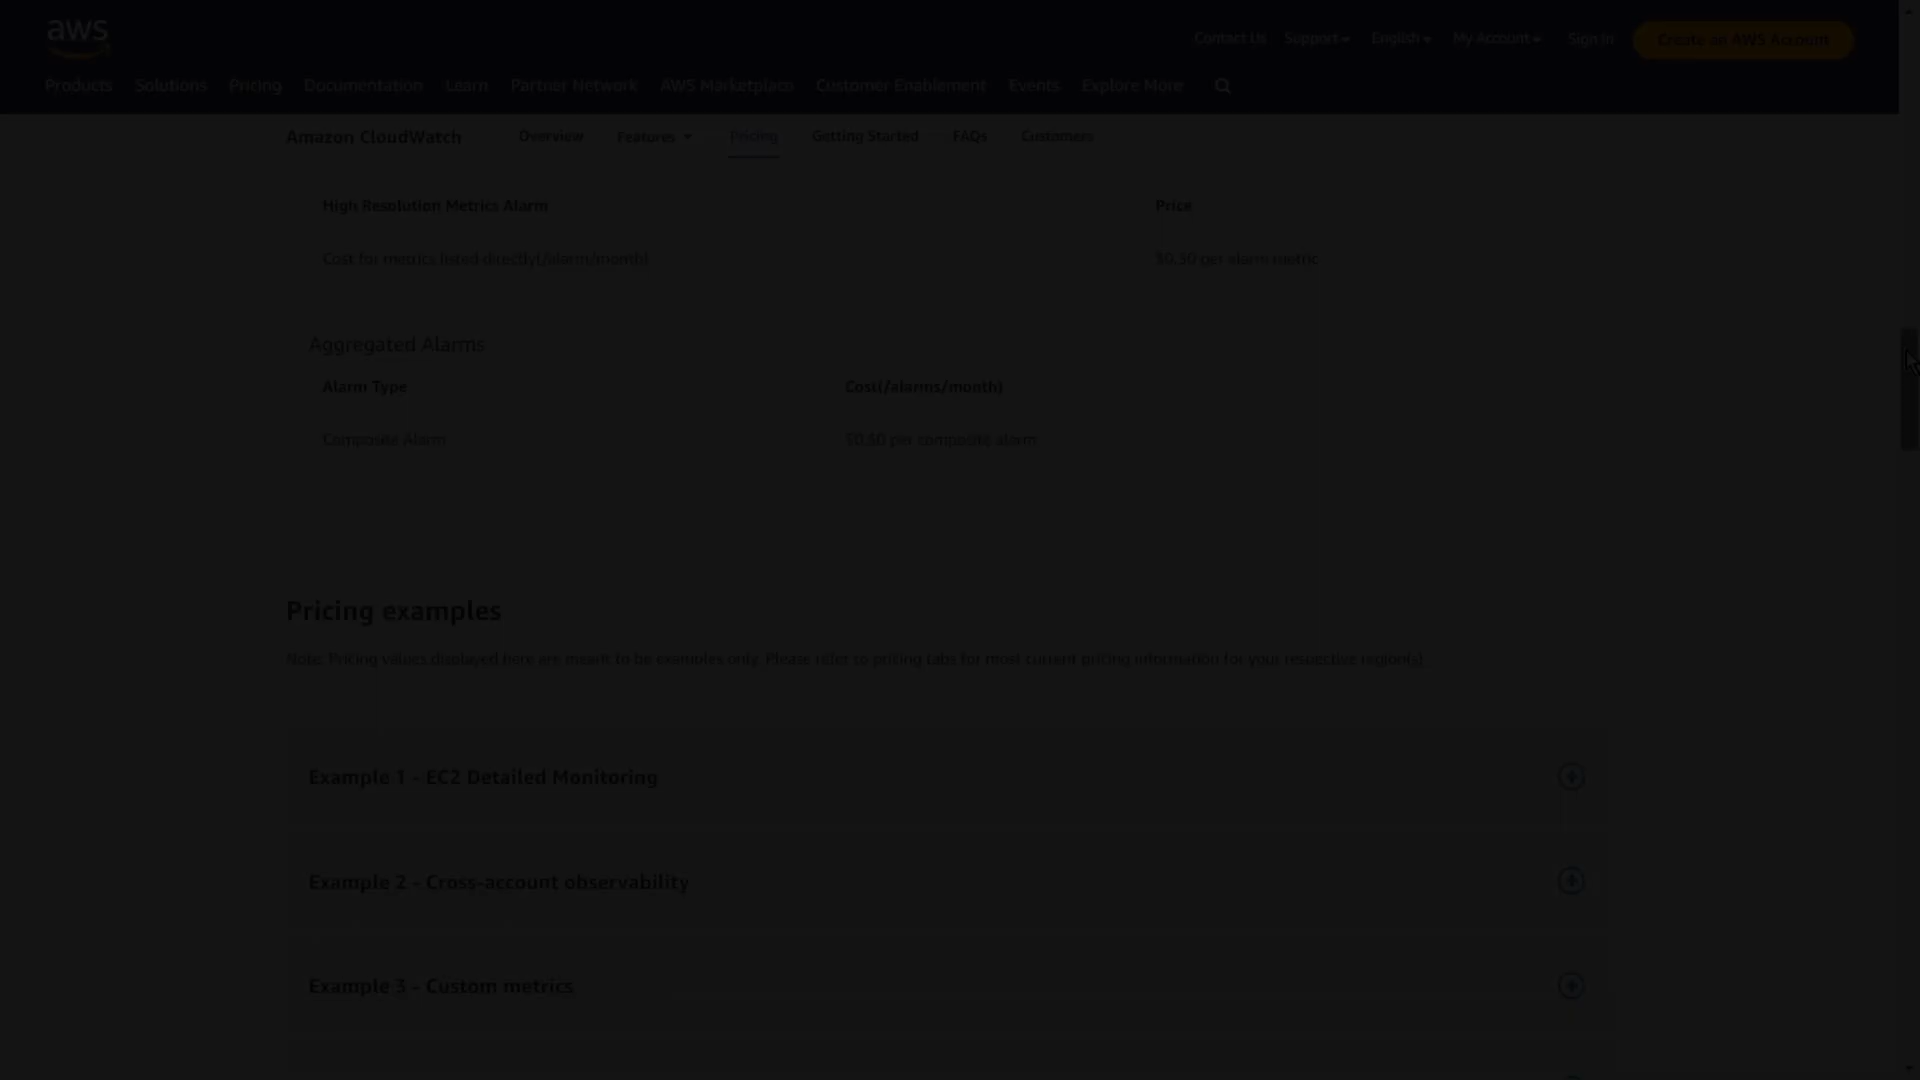 aws
Contact Us Support English My Account Sign In Create an AWS Account
Products Solutions Pricing Documentation Learn Partner Network AWS Marketplace Customer Enablement Events Explore More
Amazon CloudWatch Overview Features Pricing Getting Started FAQs Customers
High Resolution Metrics Alarm Price
Cost for metrics listed directly(/alarm/month) $0.30 per alarm metric
Aggregated Alarms
Alarm Type Cost(/alarms/month)
Composite Alarm $0.50 per composite alarm
Pricing examples
Note: Pricing values displayed here are meant to be examples only. Please refer to pricing tabs for most current pricing information for your respective region(s).
Example 1 - EC2 Detailed Monitoring
Example 2 - Cross-account observability
Example 3 - Custom metrics